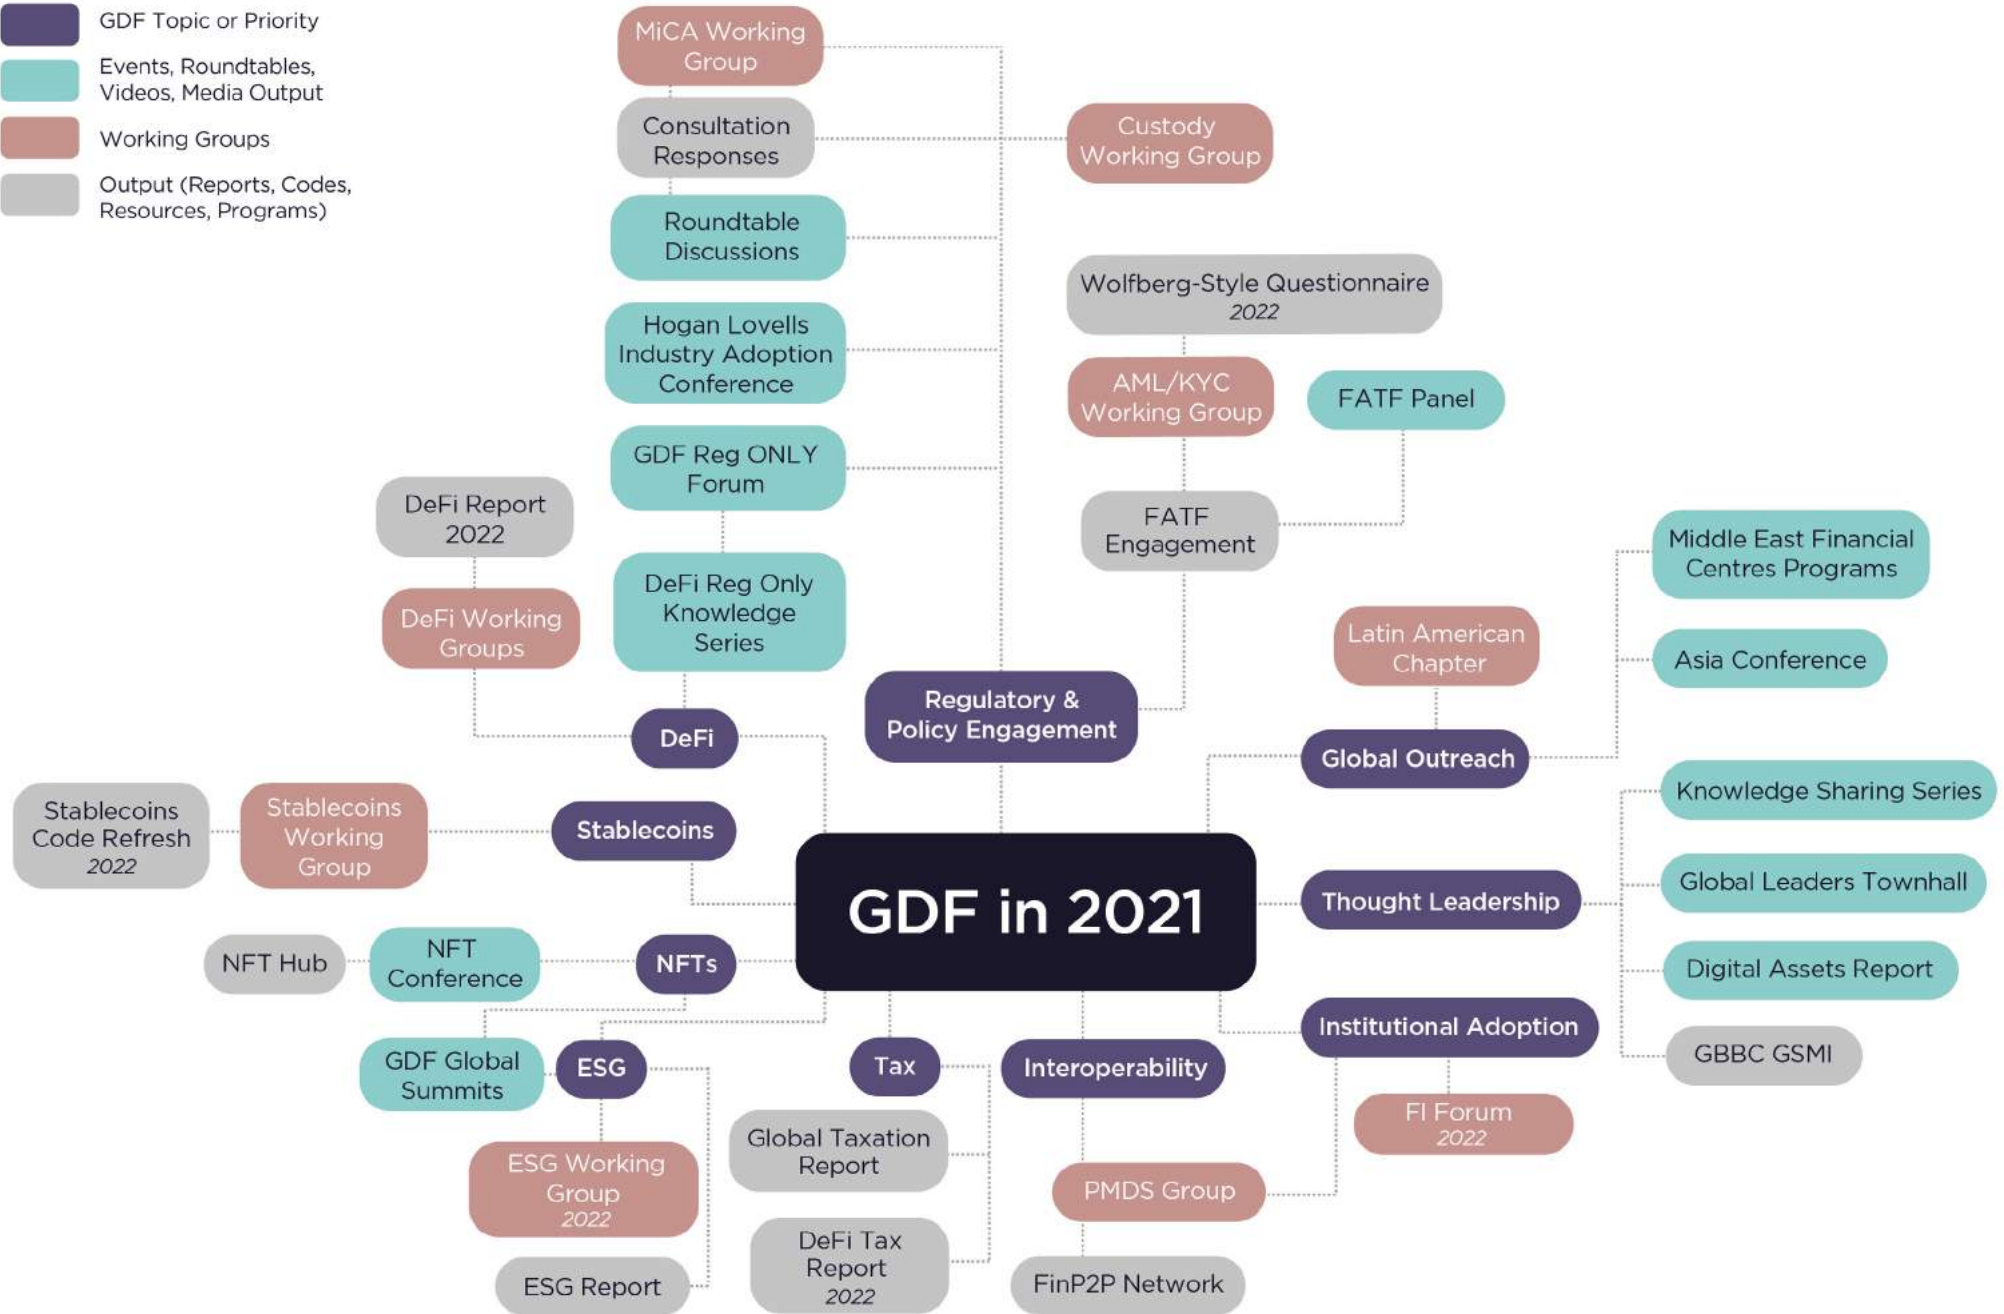 GDF Topic or Priority
Events, Roundtables,
Videos, Media Output
Working Groups
Output (Reports, Codes,
Resources, Programs)
MiCA Working
Group
Consultation
Responses
Custody
Working Group
Roundtable
Discussions
Hogan Lovells
Industry Adoption
Conference
GDF Reg ONLY
Forum
DeFi Reg Only
Knowledge
Series
Wolfberg-Style Questionnaire
2022
AML/KYC
Working Group
FATF Panel
FATF
Engagement
DeFi Report
2022
DeFi Working
Groups
DeFi
Regulatory &
Policy Engagement
Latin American
Chapter
Middle East Financial
Centres Programs
Asia Conference
Global Outreach
Stablecoins
Code Refresh
2022
Stablecoins
Working
Group
Stablecoins
GDF in 2021
Thought Leadership
Knowledge Sharing Series
Global Leaders Townhall
Digital Assets Report
GBBC GSMI
NFT Hub
NFT
Conference
NFTs
GDF Global
Summits
ESG
ESG Working
Group
2022
ESG Report
Tax
Global Taxation
Report
DeFi Tax
Report
2022
Interoperability
PMDS Group
FinP2P Network
Institutional Adoption
FI Forum
2022